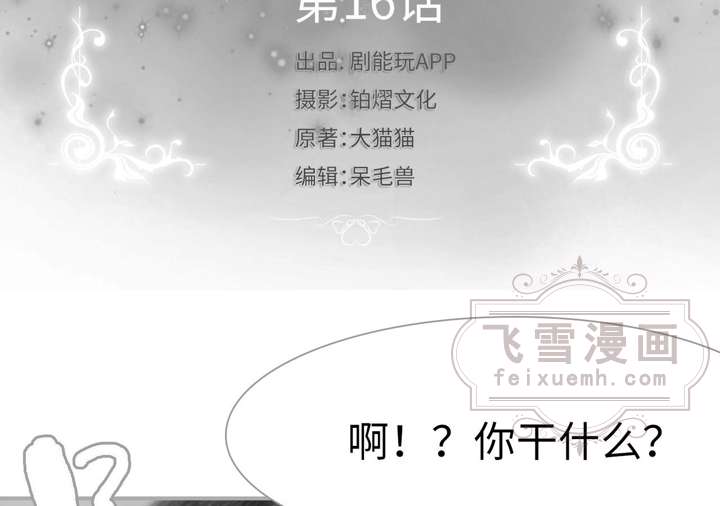 第16话
出品: 剧能玩APP
摄影: 铂熠文化
原著: 大猫猫
编辑: 呆毛兽
飞雪漫画
feixuemh.com
啊！？你干什么？
！？